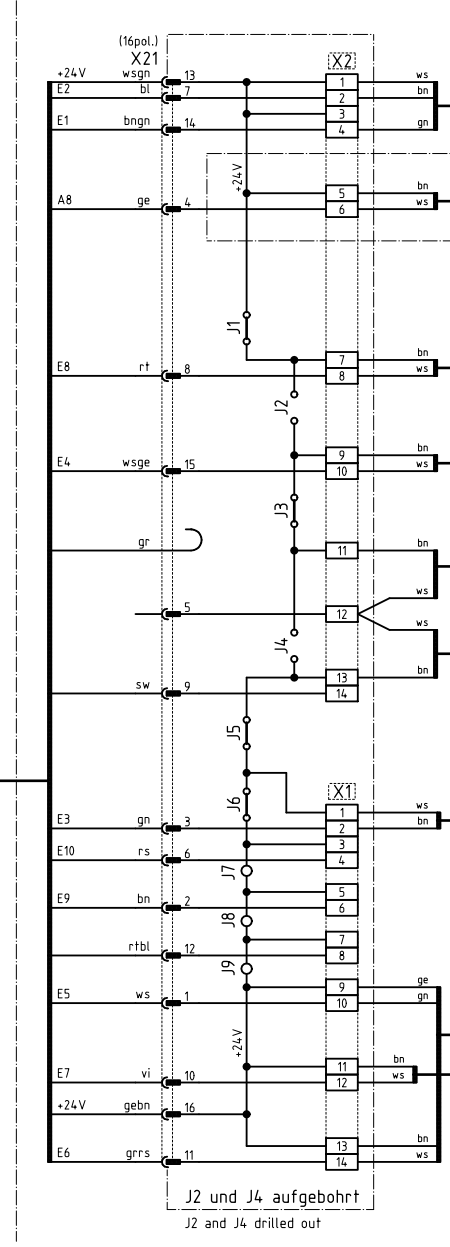 (16pol.)
X21 X2
+24V wsgn 13 1 ws
E2 bl 7 2 bn
3
E1 bngn 14 4 gn
+24V
5 bn
A8 ge 4 6 ws
J1
7 bn
E8 rt 8 8 ws
J2
9 bn
E4 wsge 15 10 ws
J3
gr 11 bn
ws
5 12
ws
J4
13 bn
sw 9 14
J5
X1
J6
1 ws
E3 gn 3 2 bn
3
E10 rs 6 4
J7
5
E9 bn 2 6
J8
7
rtbl 12 8
J9
9 ge
E5 ws 1 10 gn
+24V
11 bn
E7 vi 10 12 ws
+24V gebn 16
13 bn
E6 grrs 11 14 ws
J2 und J4 aufgebohrt
J2 and J4 drilled out